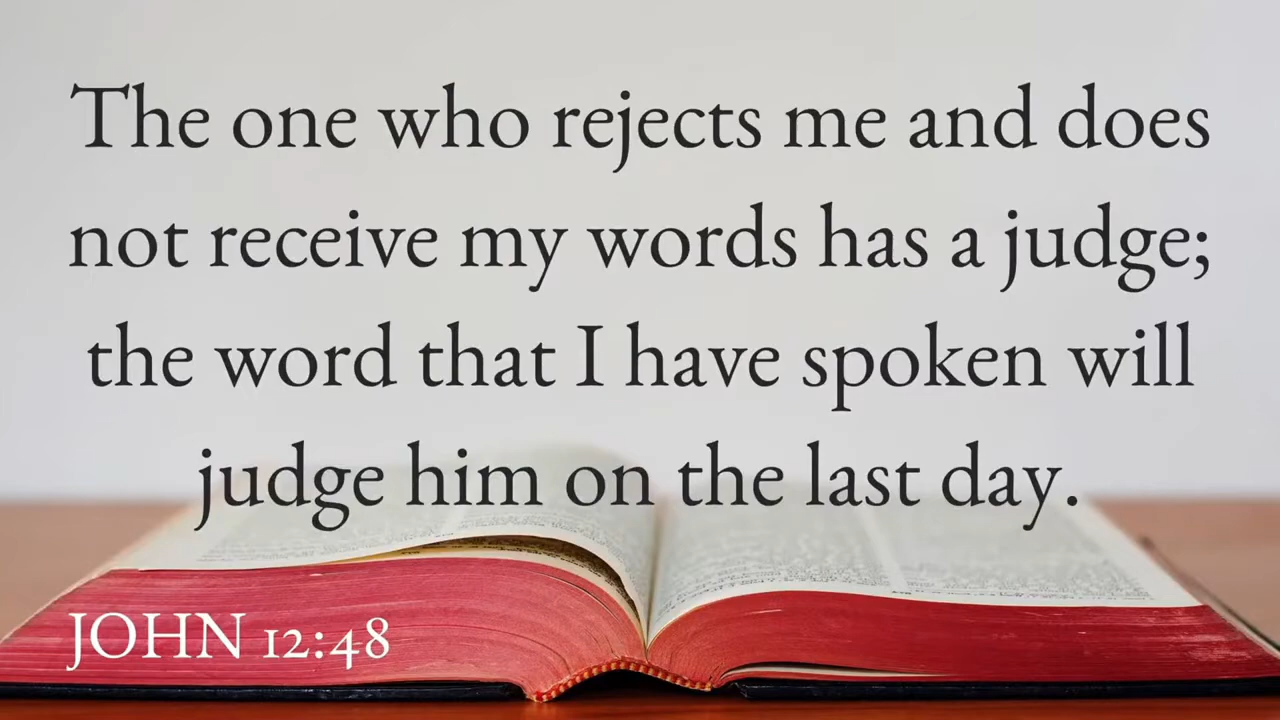 The one who rejects me and does
not receive my words has a judge;
the word that I have spoken will
judge him on the last day.
JOHN 12:48